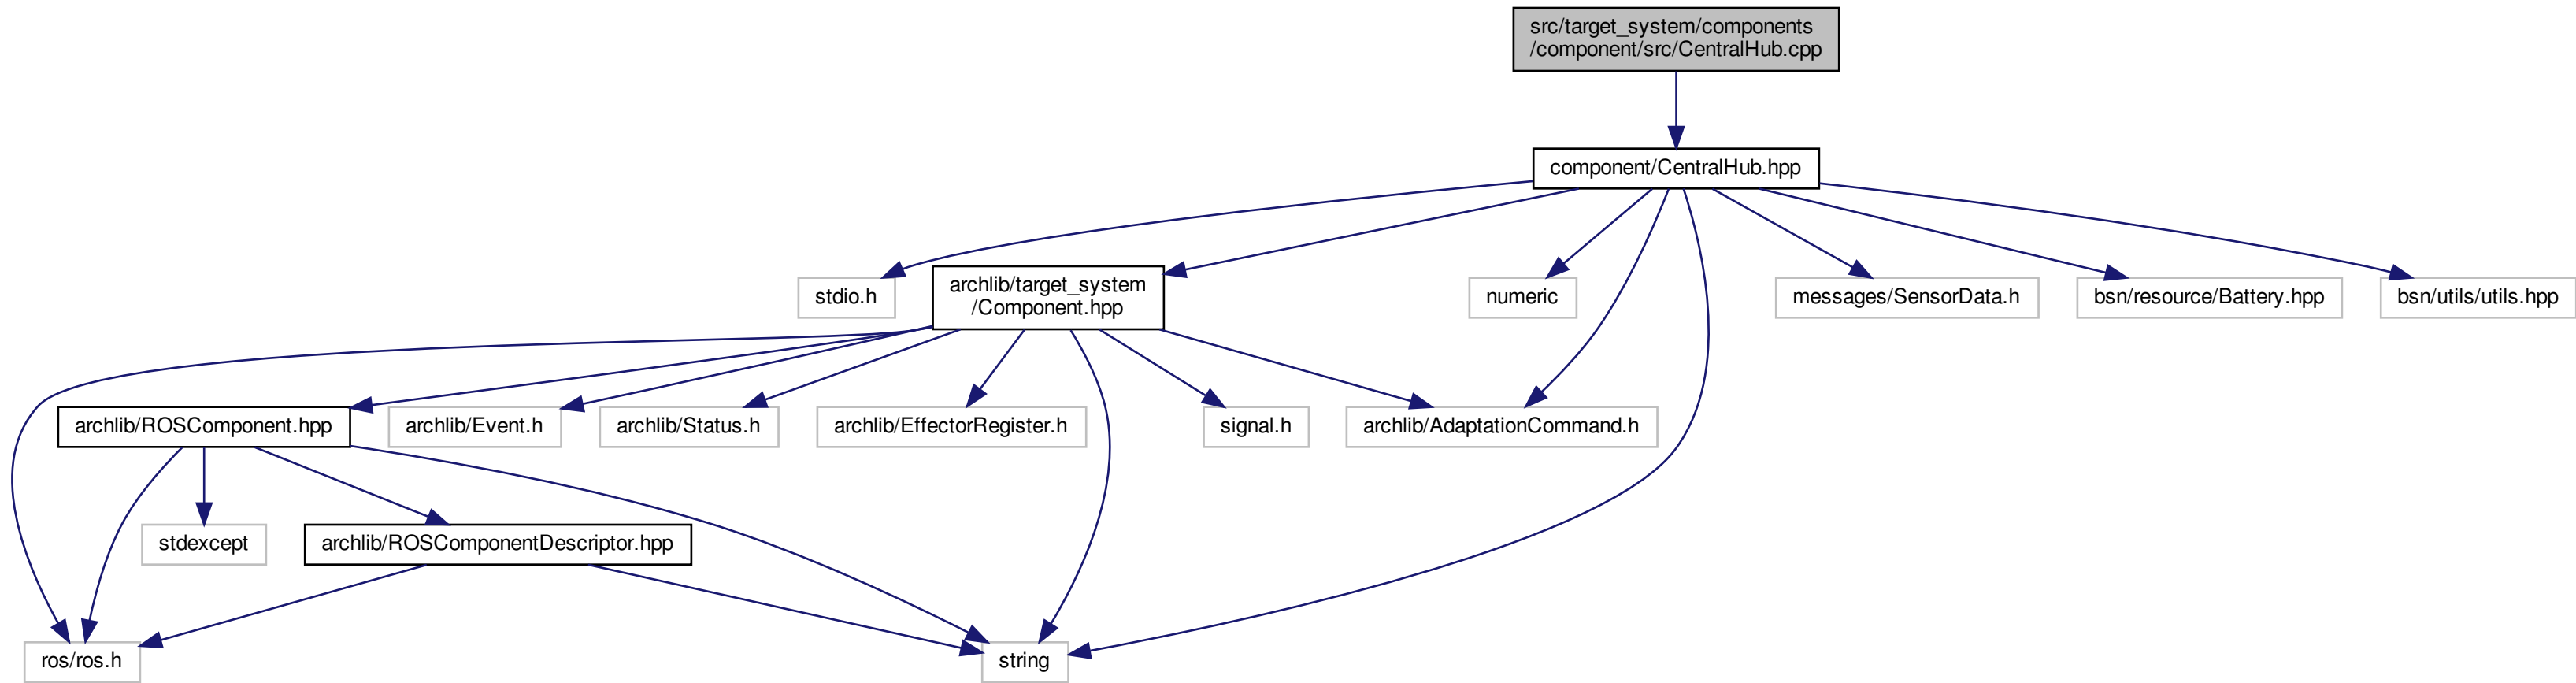 src/target_system/components
/component/src/CentralHub.cpp
component/CentralHub.hpp
stdio.h
archlib/target_system
/Component.hpp
numeric
messages/SensorData.h
bsn/resource/Battery.hpp
bsn/utils/utils.hpp
archlib/ROSComponent.hpp
archlib/Event.h
archlib/Status.h
archlib/EffectorRegister.h
signal.h
archlib/AdaptationCommand.h
stdexcept
archlib/ROSComponentDescriptor.hpp
ros/ros.h
string